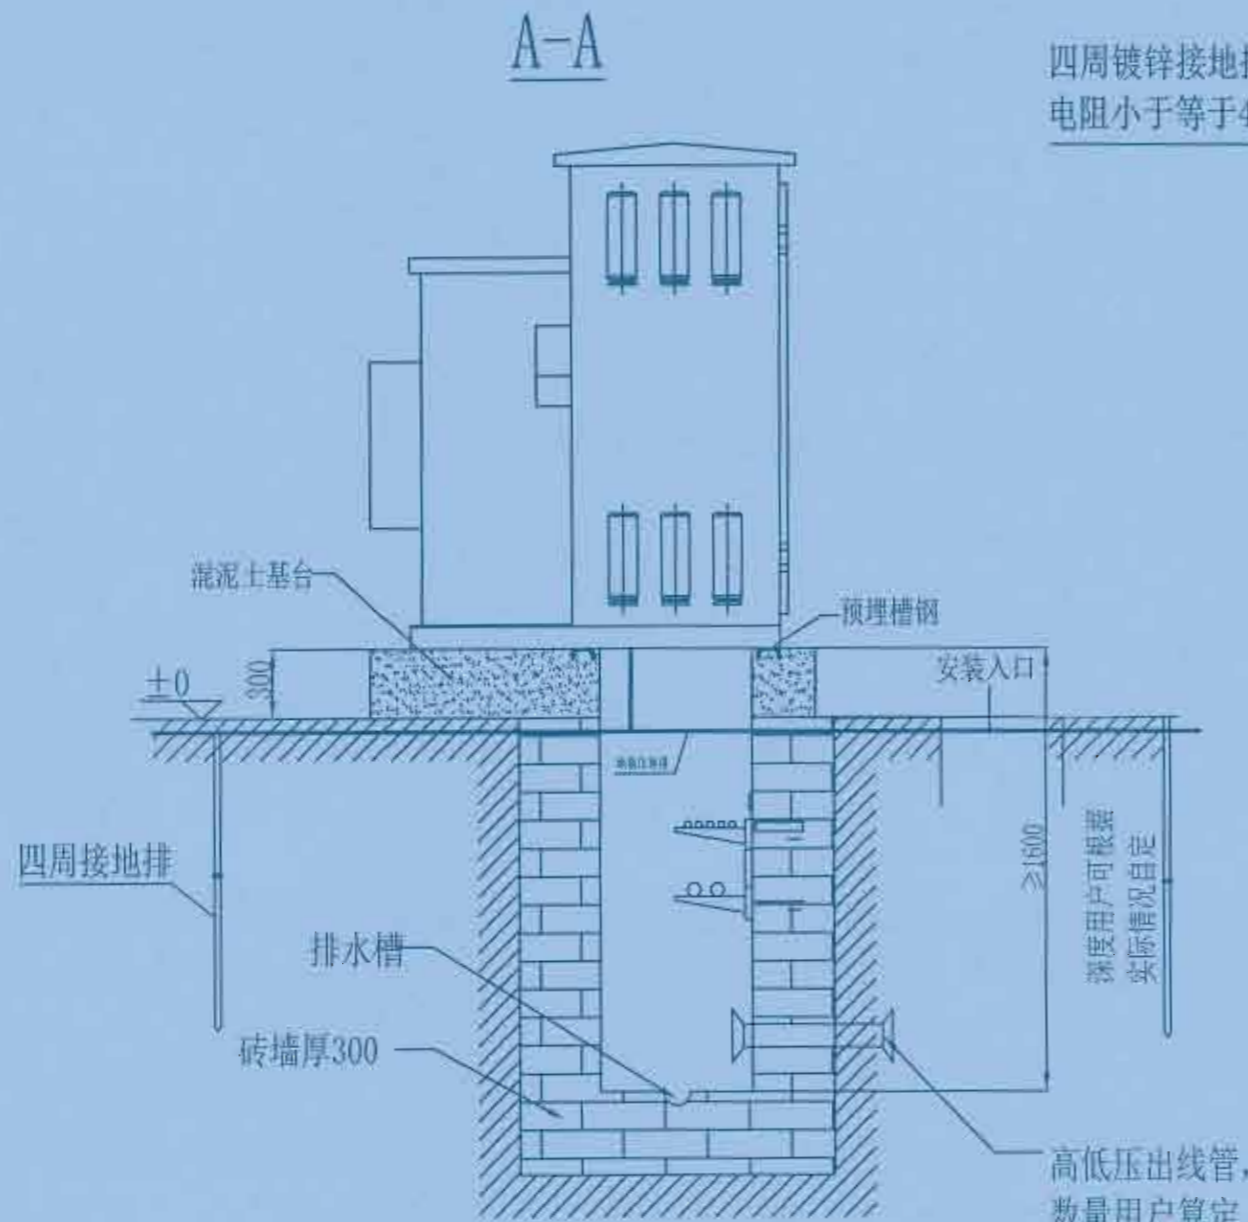 A-A
四周镀锌接地
电阻小于等于4
混泥土基台
预埋槽钢
安装入口
±0
300
≥1600
四周接地排
深度用户可根据
实际情况自定
排水槽
砖墙厚300
高低压出线管,
数量用户算定